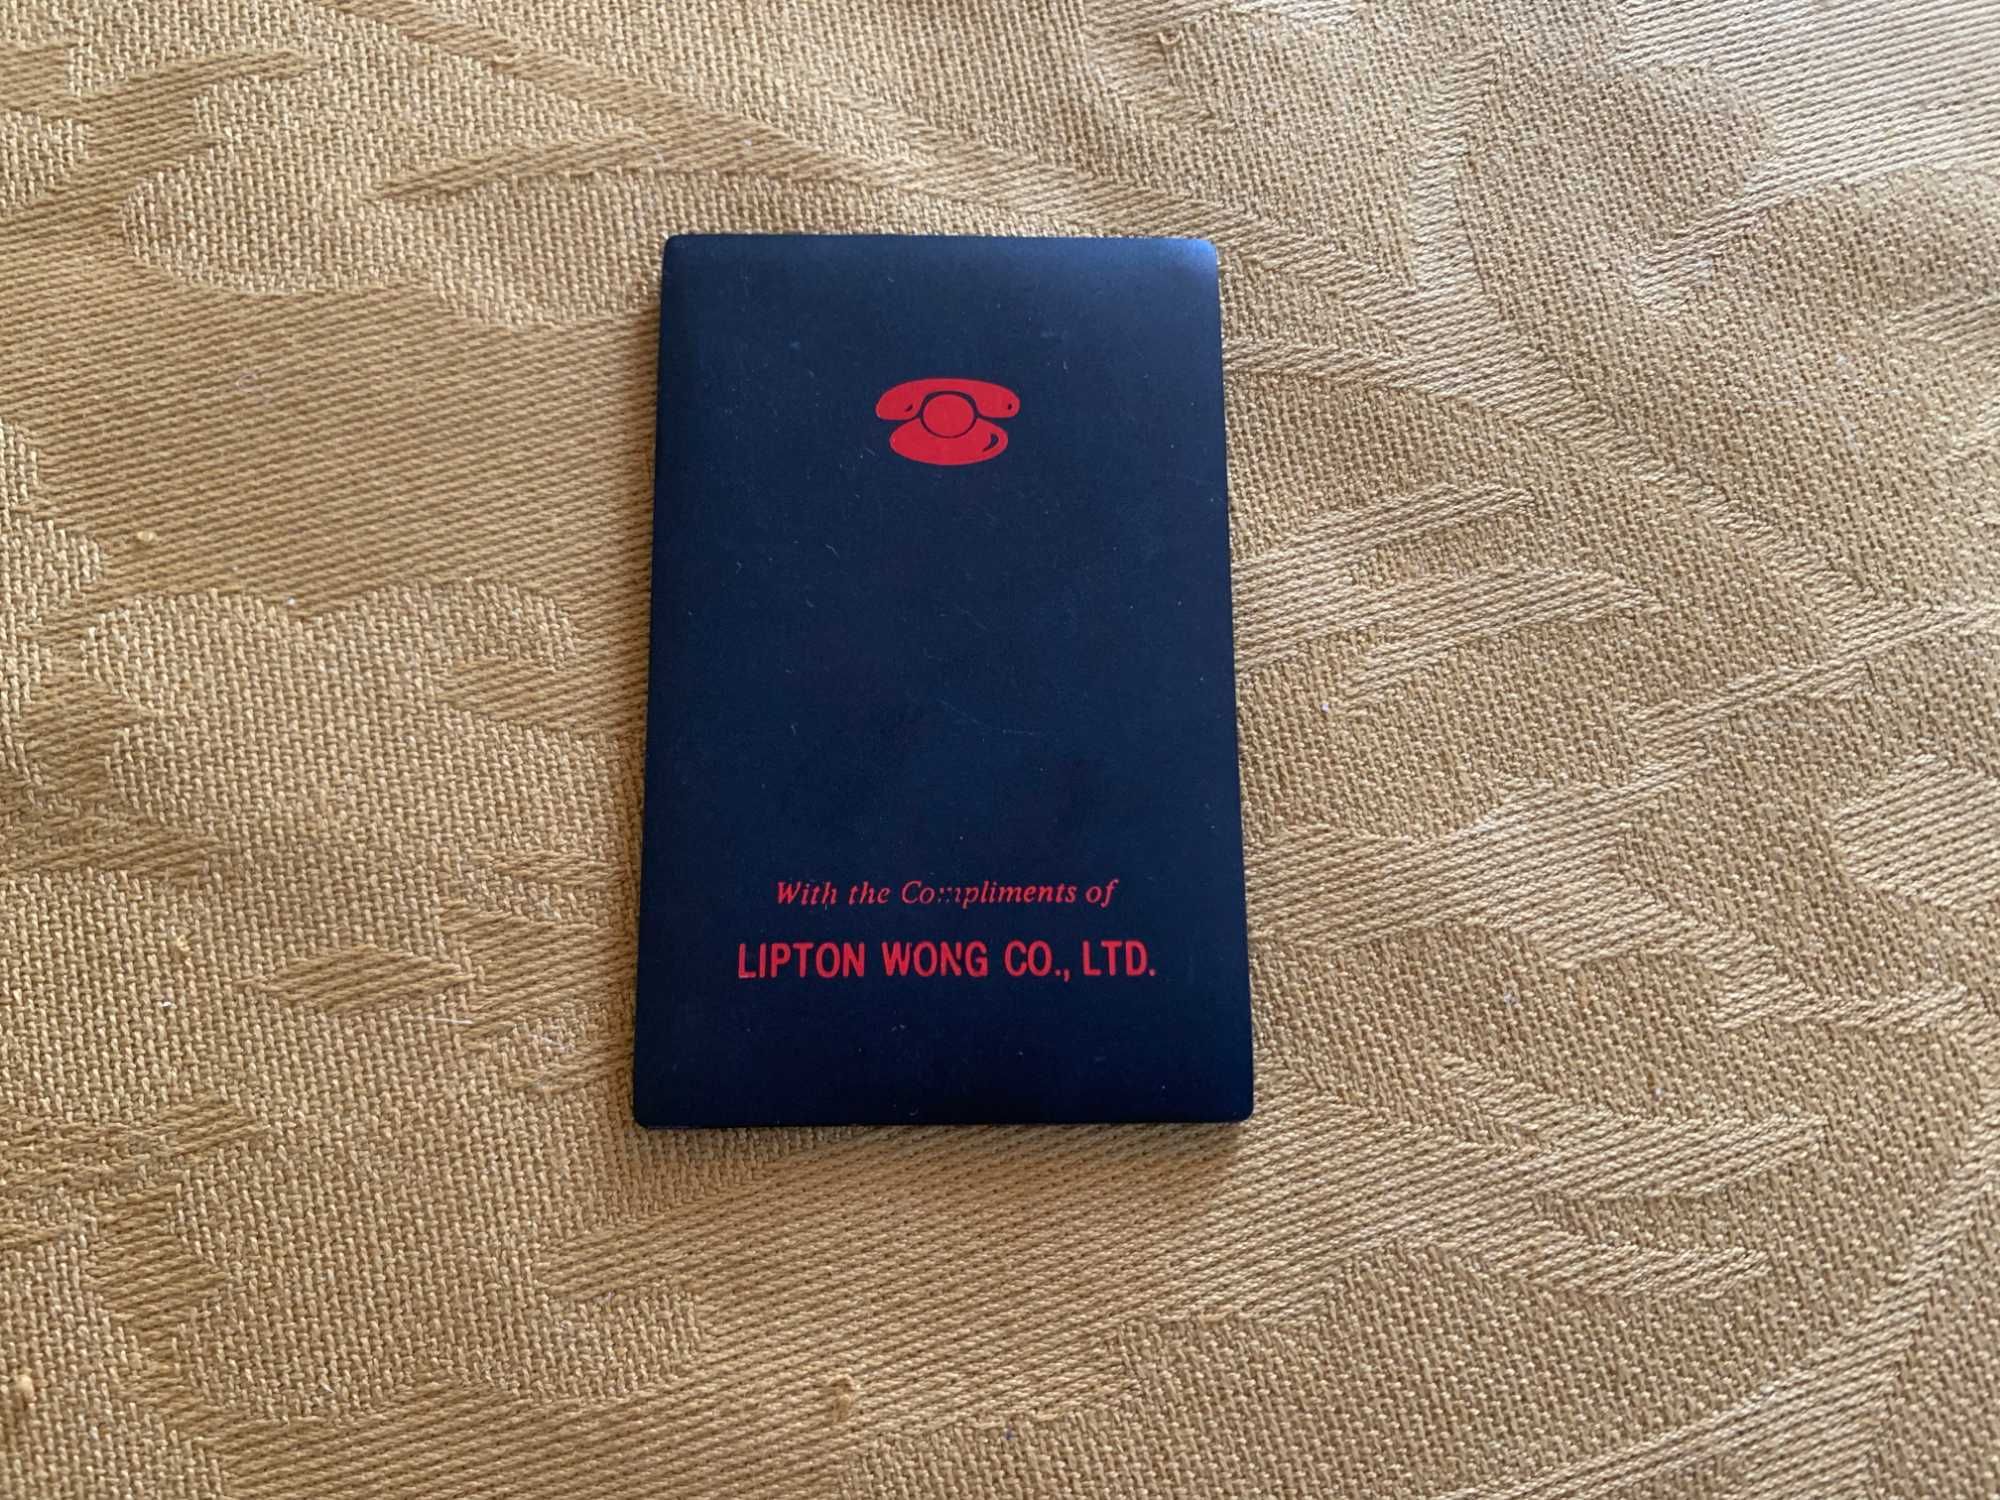 With the Compliments of
LIPTON WONG CO., LTD.